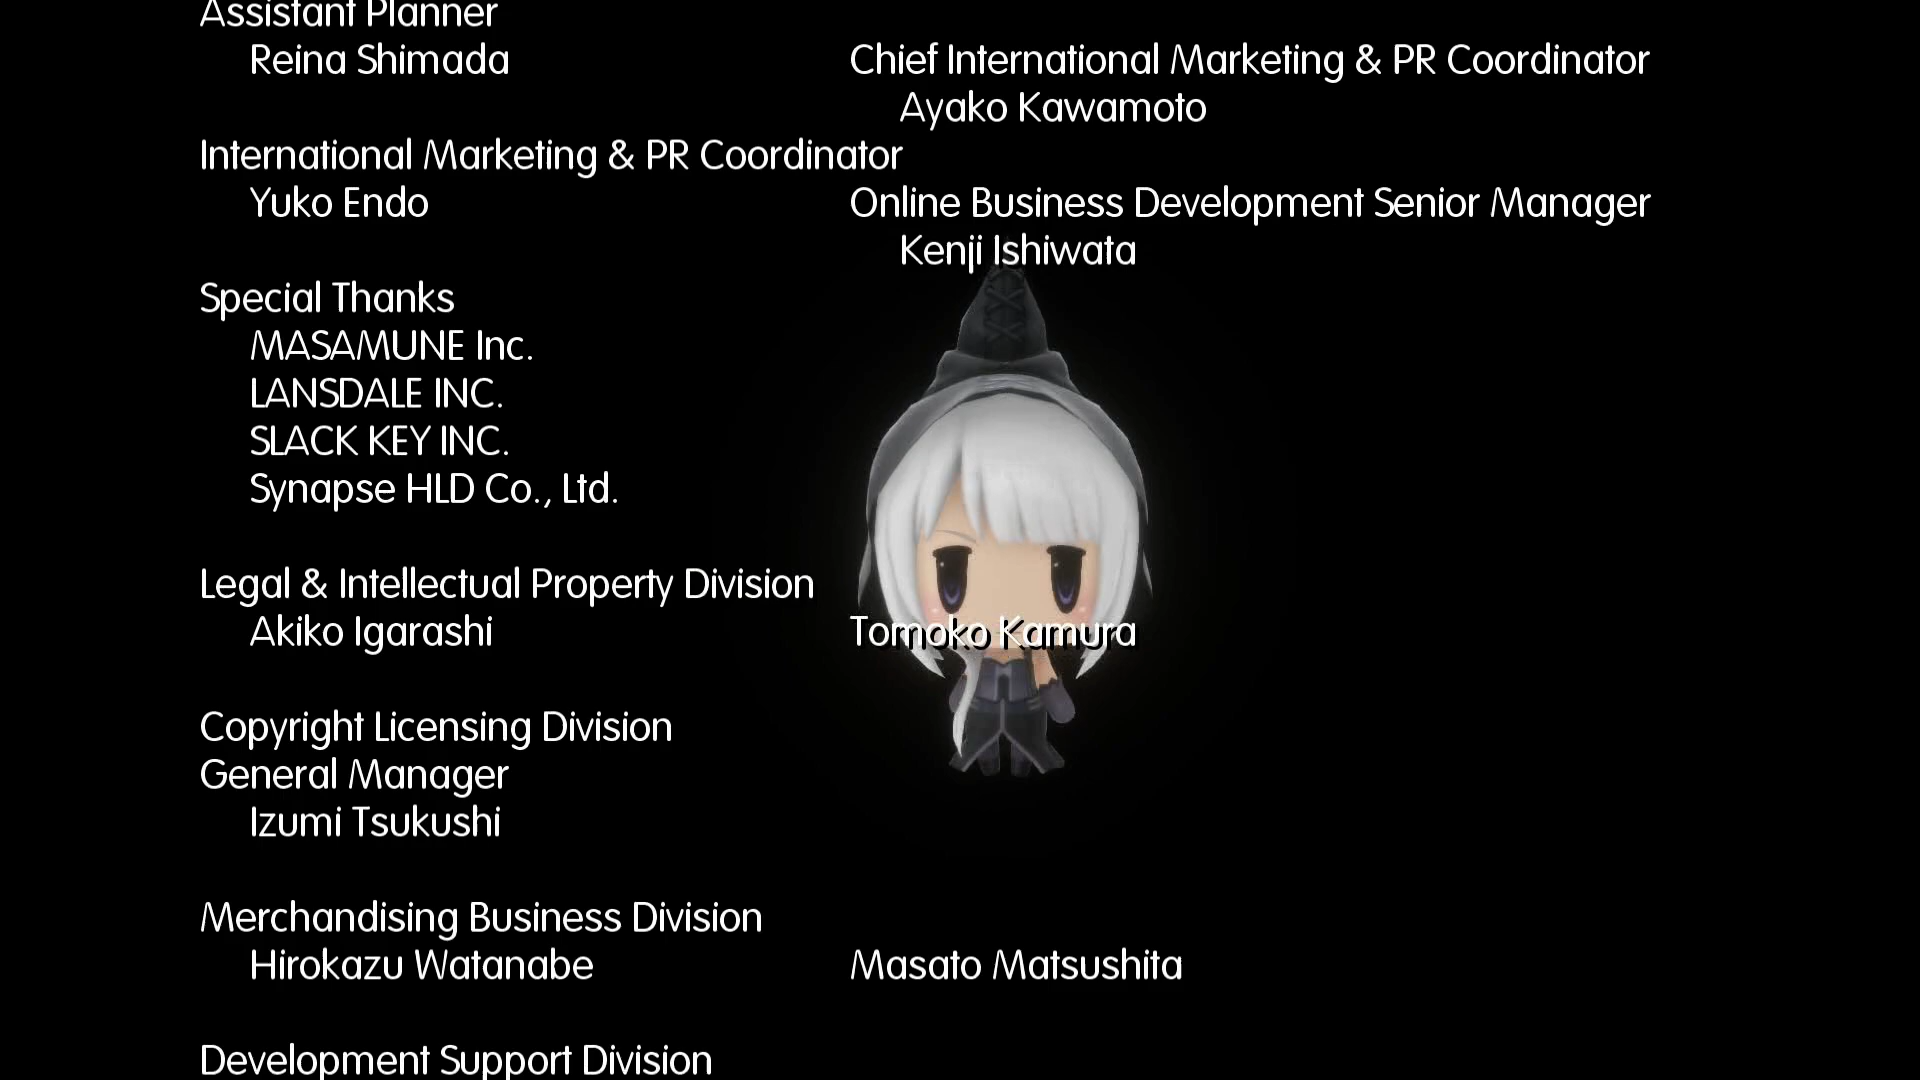 Assistant Planner
Reina Shimada
Chief International Marketing & PR Coordinator
Ayako Kawamoto
International Marketing & PR Coordinator
Yuko Endo
Online Business Development Senior Manager
Kenji Ishiwata
Special Thanks
MASAMUNE Inc.
LANSDALE INC.
SLACK KEY INC.
Synapse HLD Co., Ltd.
Legal & Intellectual Property Division
Akiko Igarashi
Tomoko Kamura
Copyright Licensing Division
General Manager
Izumi Tsukushi
Merchandising Business Division
Hirokazu Watanabe
Masato Matsushita
Development Support Division